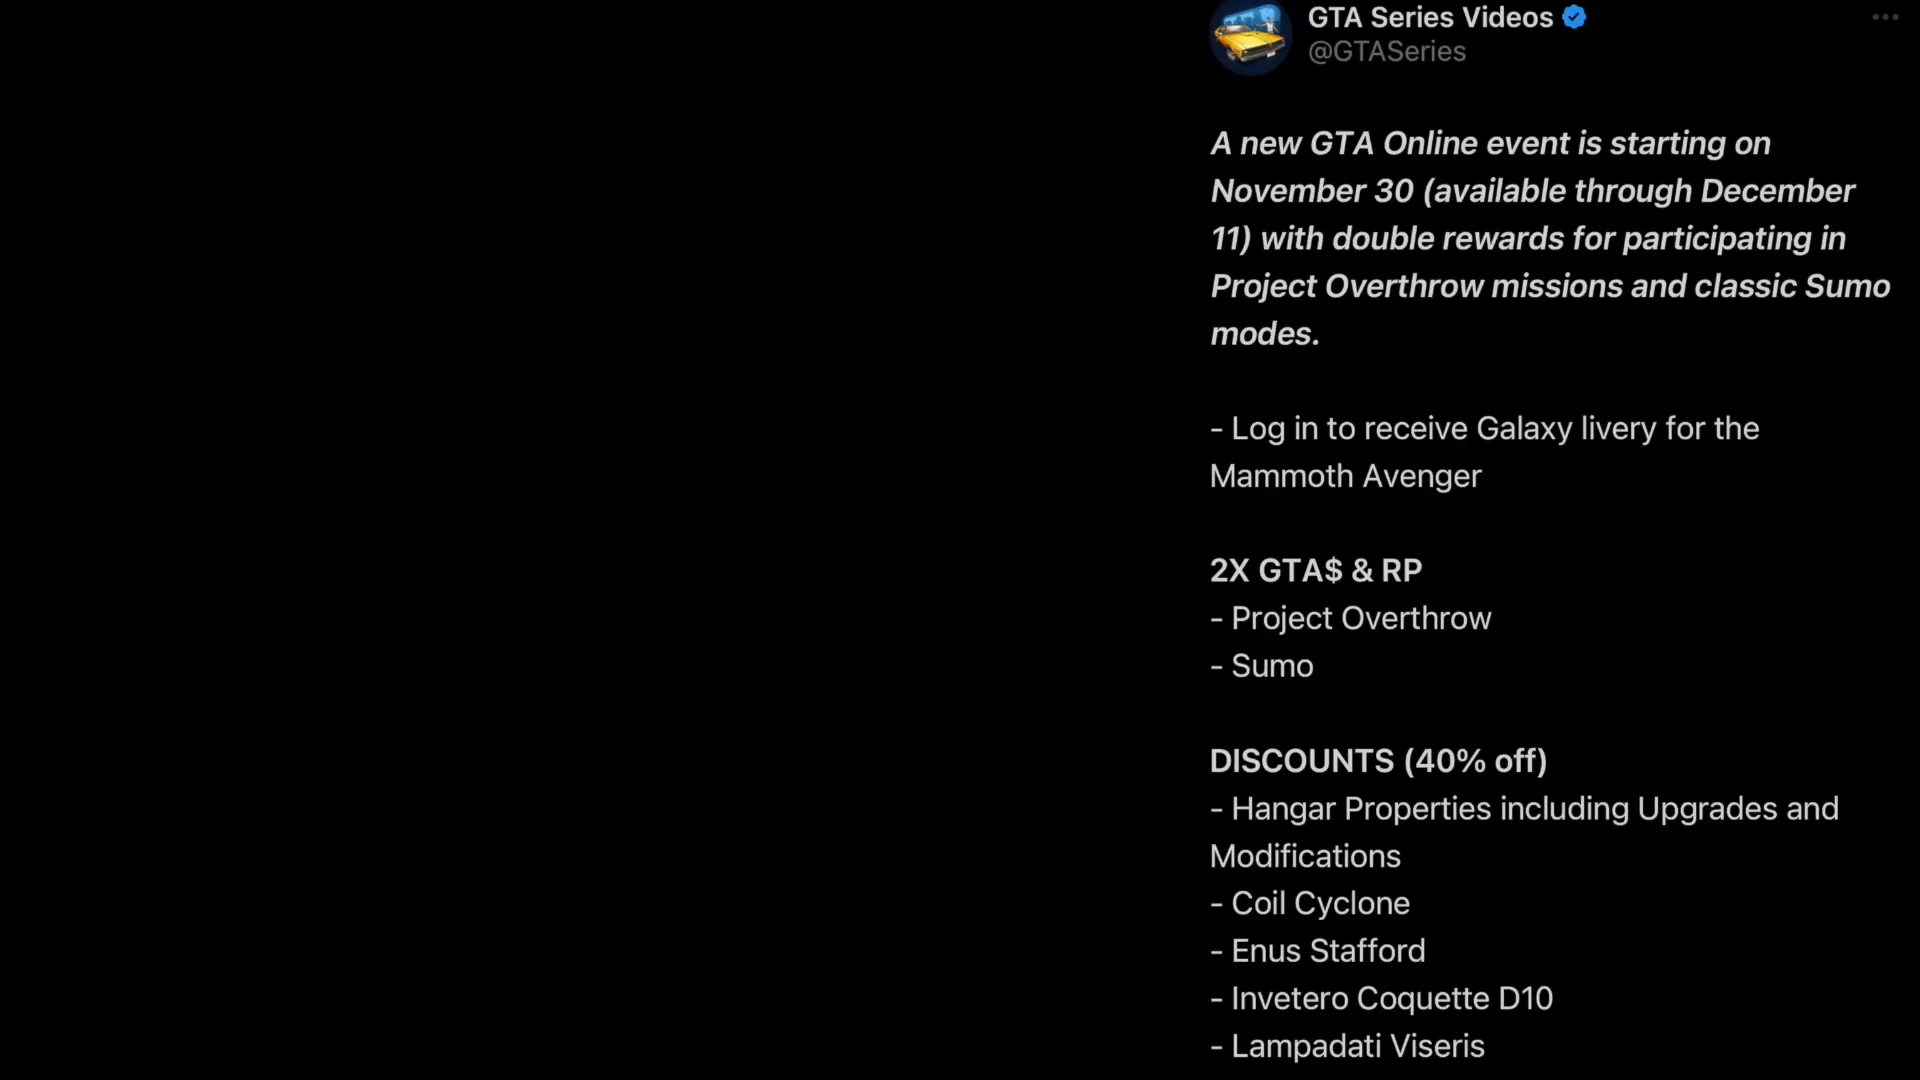 GTA Series Videos
@GTASeries
A new GTA Online event is starting on
November 30 (available through December
11) with double rewards for participating in
Project Overthrow missions and classic Sumo
modes.
- Log in to receive Galaxy livery for the
Mammoth Avenger
2X GTA$ & RP
- Project Overthrow
- Sumo
DISCOUNTS (40% off)
- Hangar Properties including Upgrades and
Modifications
- Coil Cyclone
- Enus Stafford
- Invetero Coquette D10
- Lampadati Viseris